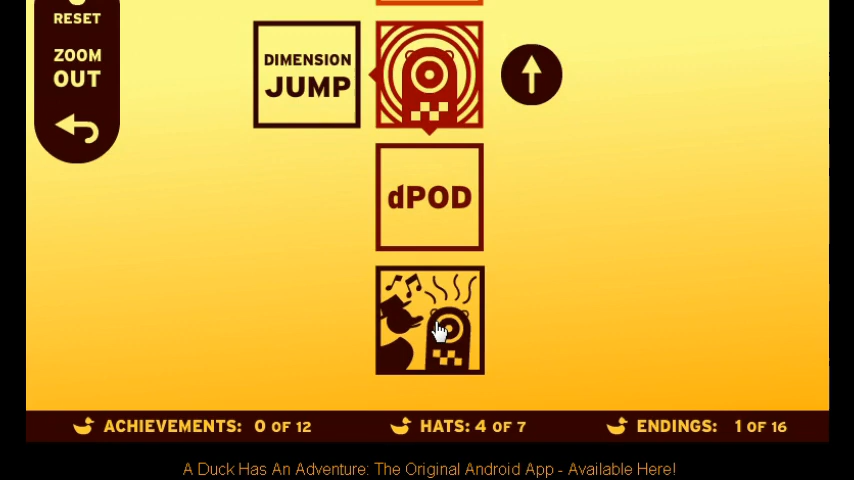 RESET
ZOOM
OUT
DIMENSION
JUMP
dPOD
ACHIEVEMENTS: 0 OF 12
HATS: 4 OF 7
ENDINGS: 1 OF 16
A Duck Has An Adventure: The Original Android App - Available Here!